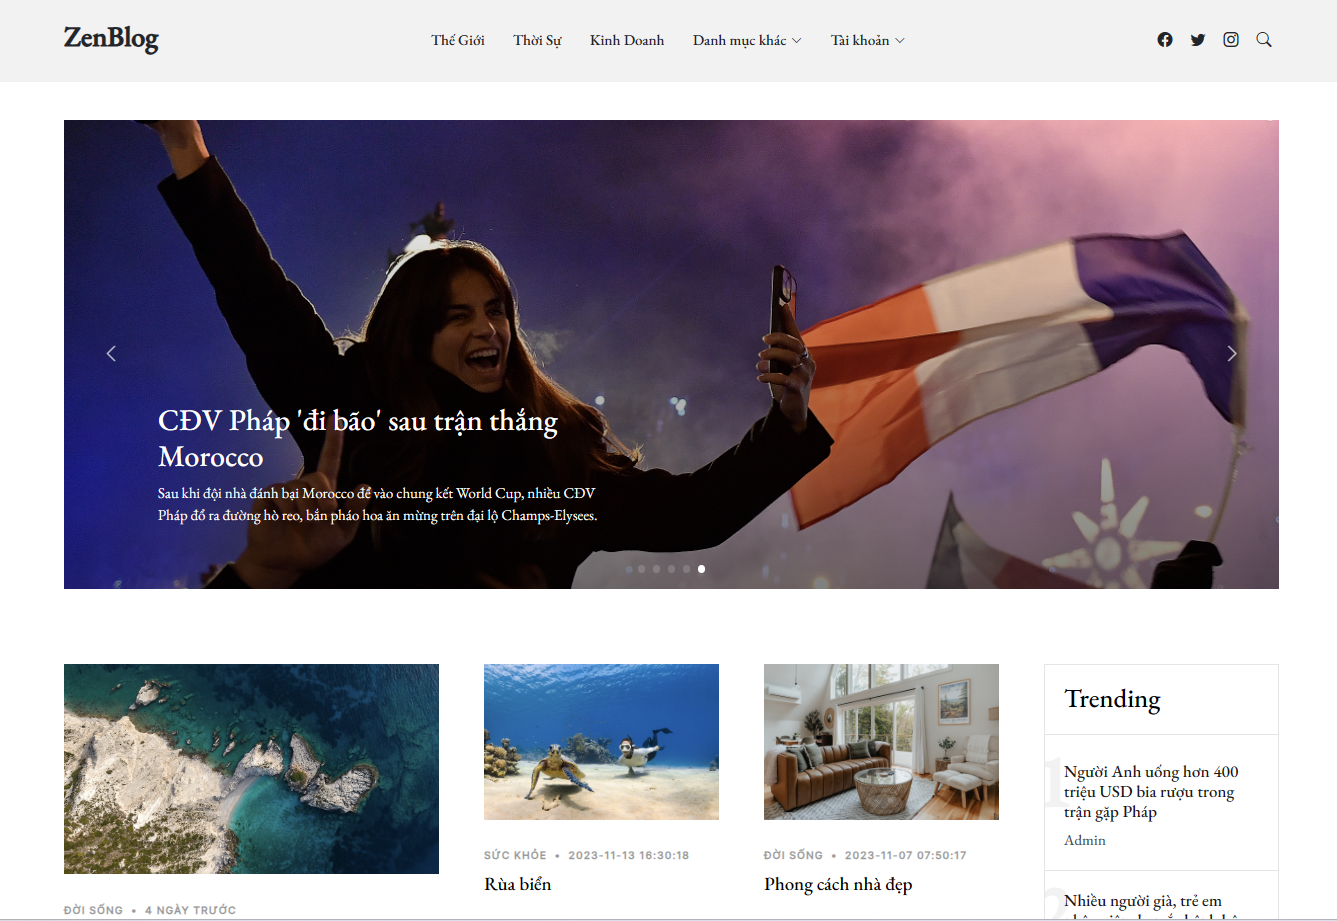 ZenBlog
Thế Giới
Thời Sự
Kinh Doanh
Danh mục khác
Tài khoản
CĐV Pháp 'đi bão' sau trận thắng
Morocco
Sau khi đội nhà đánh bại Morocco để vào chung kết World Cup, nhiều CĐV
Pháp đổ ra đường hò reo, bắn pháo hoa ăn mừng trên đại lộ Champs-Elysees.
ĐỜI SỐNG • 4 NGÀY TRƯỚC
SỨC KHỎE • 2023-11-13 16:30:18
Rùa biển
ĐỜI SỐNG • 2023-11-07 07:50:17
Phong cách nhà đẹp
Trending
1
Người Anh uống hơn 400
triệu USD bia rượu trong
trận gặp Pháp
Admin
2
Nhiều người già, trẻ em